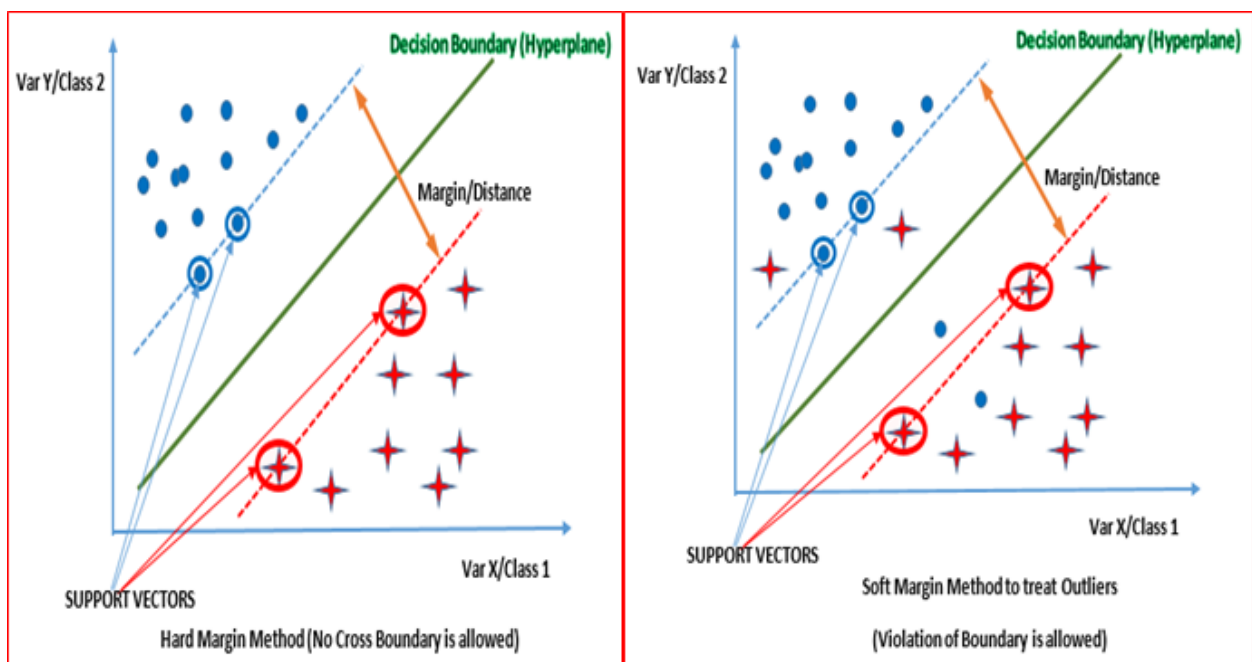 Decision Boundary (Hyperplane)
Var Y/Class 2
Margin/Distance
Var X/Class 1
SUPPORT VECTORS
Hard Margin Method (No Cross Boundary is allowed)
Decision Boundary (Hyperplane)
Var Y/Class 2
Margin/Distance
Var X/Class 1
SUPPORT VECTORS
Soft Margin Method to treat Outliers
(Violation of Boundary is allowed)